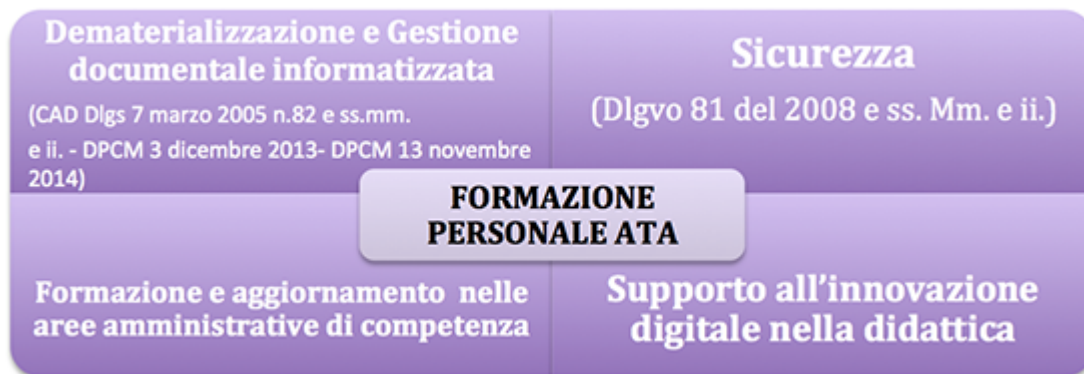 Dematerializzazione e Gestione
documentale informatizzata
(CAD Dlgs 7 marzo 2005 n.82 e ss.mm.
e ii. - DPCM 3 dicembre 2013- DPCM 13 novembre
2014)
Sicurezza
(Dlgvo 81 del 2008 e ss. Mm. e ii.)
FORMAZIONE
PERSONALE ATA
Formazione e aggiornamento nelle
aree amministrative di competenza
Supporto all'innovazione
digitale nella didattica